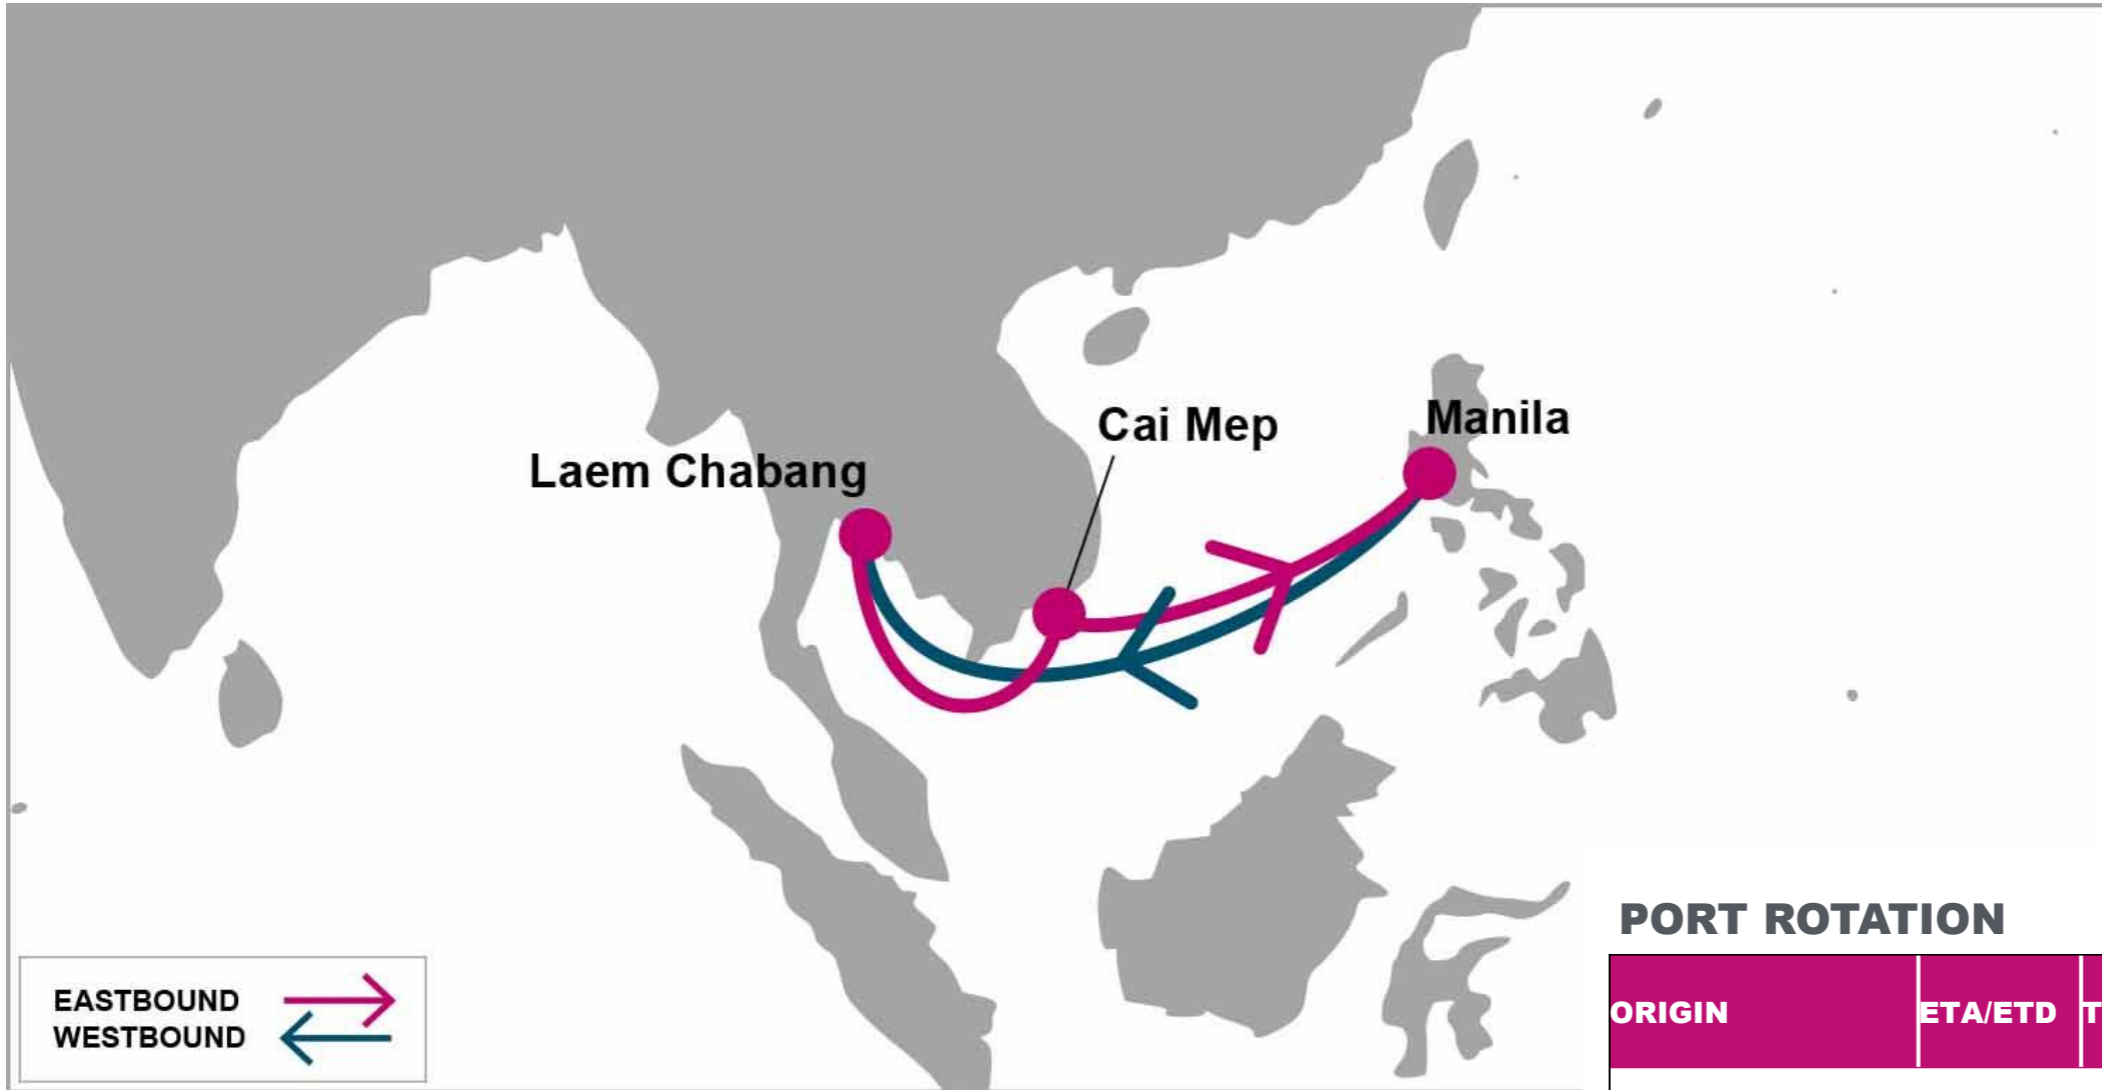 Cai Mep
Manila
Laem Chabang
PORT ROTATION
ORIGIN ETA/ETD T
EASTBOUND
WESTBOUND